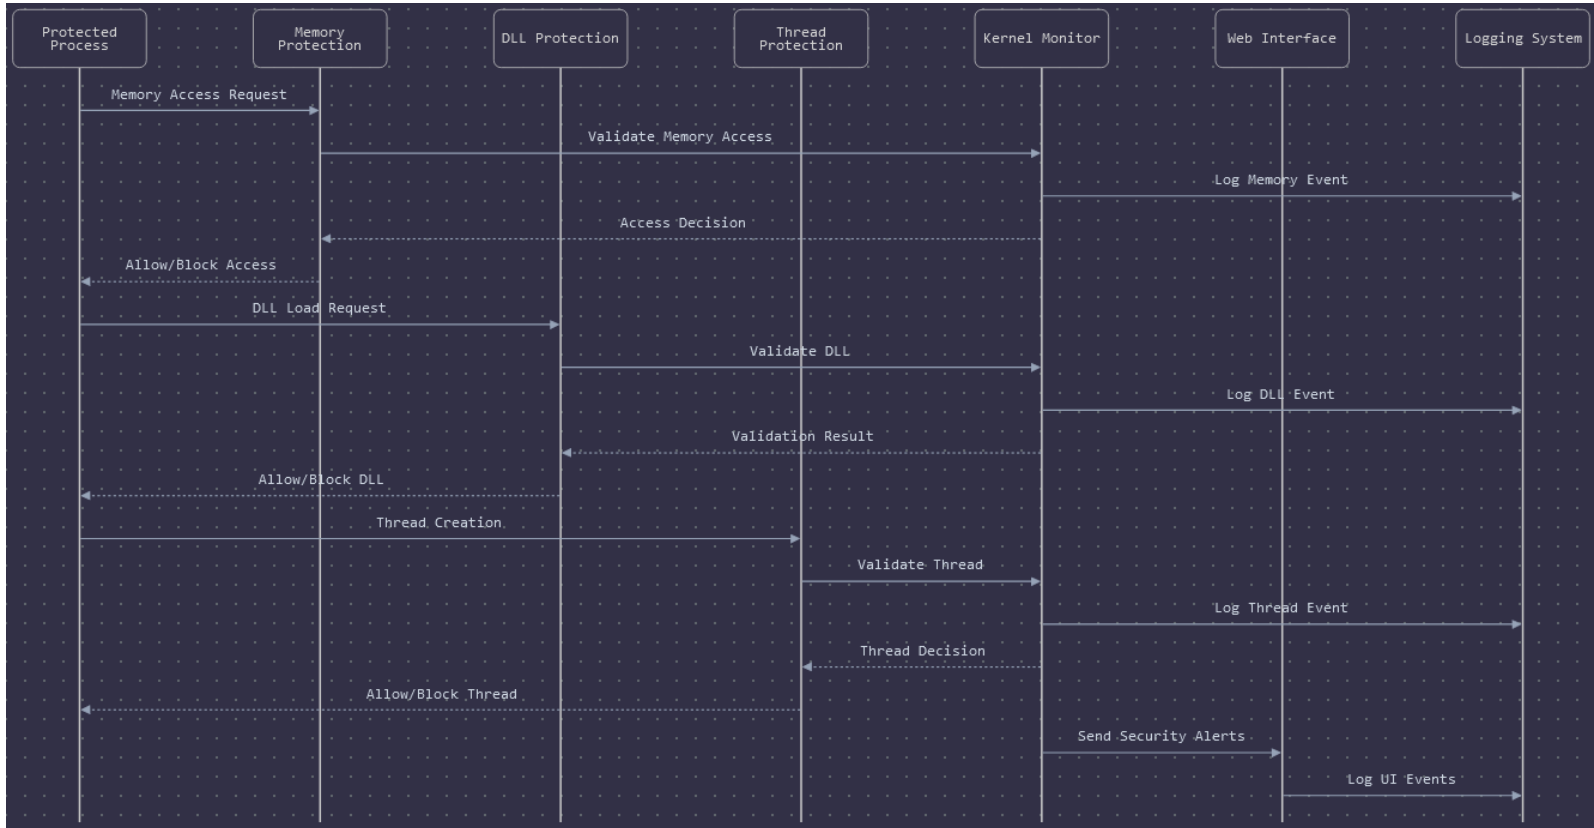 Protected
Process
Memory
Protection
DLL Protection
Thread
Protection
Kernel Monitor
Web Interface
Logging System
Memory Access Request
Validate Memory Access
Log Memory Event
Access Decision
Allow/Block Access
DLL Load Request
Validate DLL
Log DLL Event
Validation Result
Allow/Block DLL
Thread Creation
Validate Thread
Log Thread Event
Thread Decision
Allow/Block Thread
Send Security Alerts
Log UI Events